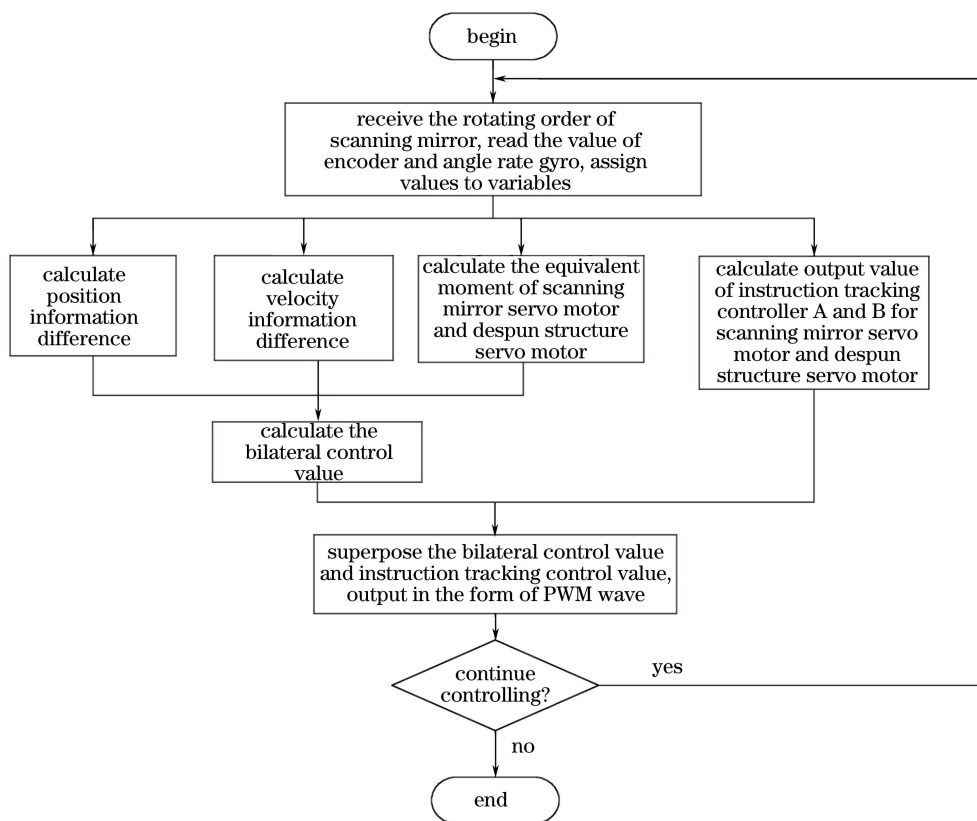 begin
receive the rotating order of
scanning mirror, read the value of
encoder and angle rate gyro, assign
values to variables
calculate
position
information
difference
calculate
velocity
information
difference
calculate the equivalent
moment of scanning
mirror servo motor
and despun structure
servo motor
calculate output value
of instruction tracking
controller A and B for
scanning mirror servo
motor and despun
structure servo motor
calculate the
bilateral control
value
superpose the bilateral control value
and instruction tracking control value,
output in the form of PWM wave
continue
controlling?
yes
no
end